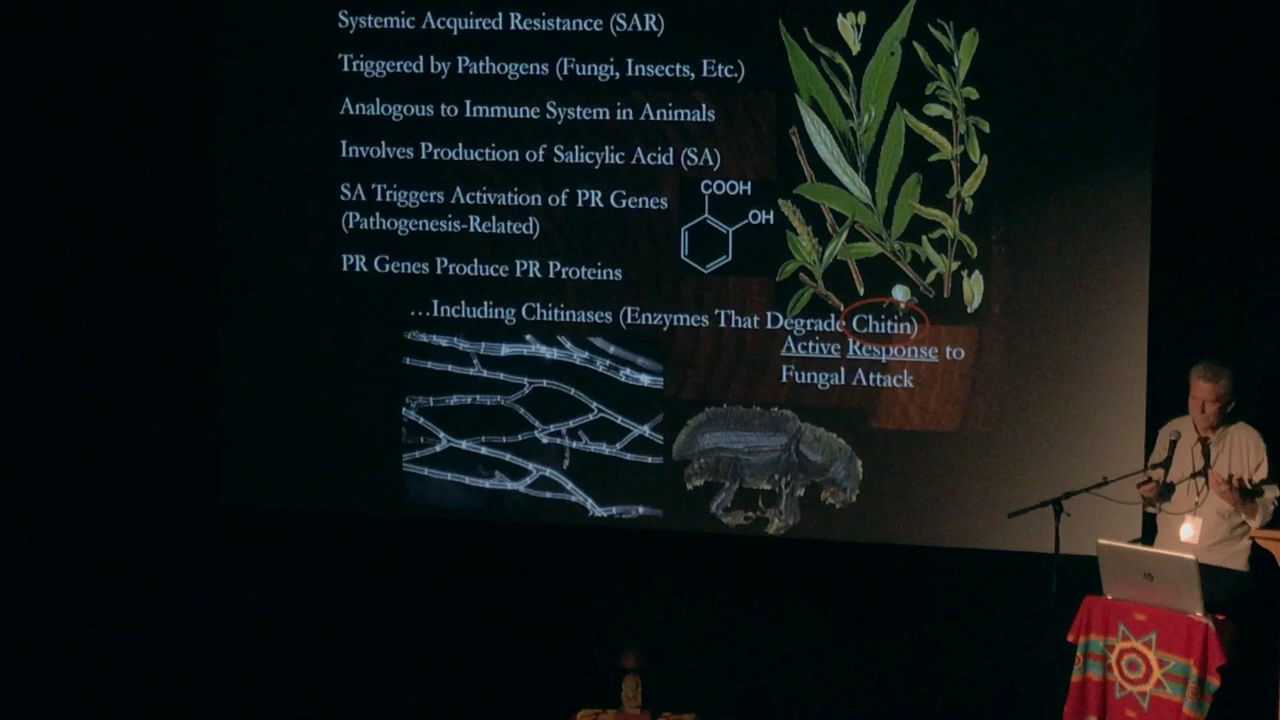 Systemic Acquired Resistance (SAR)
Triggered by Pathogens (Fungi, Insects, Etc.)
Analogous to Immune System in Animals
Involves Production of Salicylic Acid (SA)
SA Triggers Activation of PR Genes
(Pathogenesis-Related)
COOH
OH
PR Genes Produce PR Proteins
...Including Chitinases (Enzymes That Degrade Chitin)
Active Response to
Fungal Attack
hp